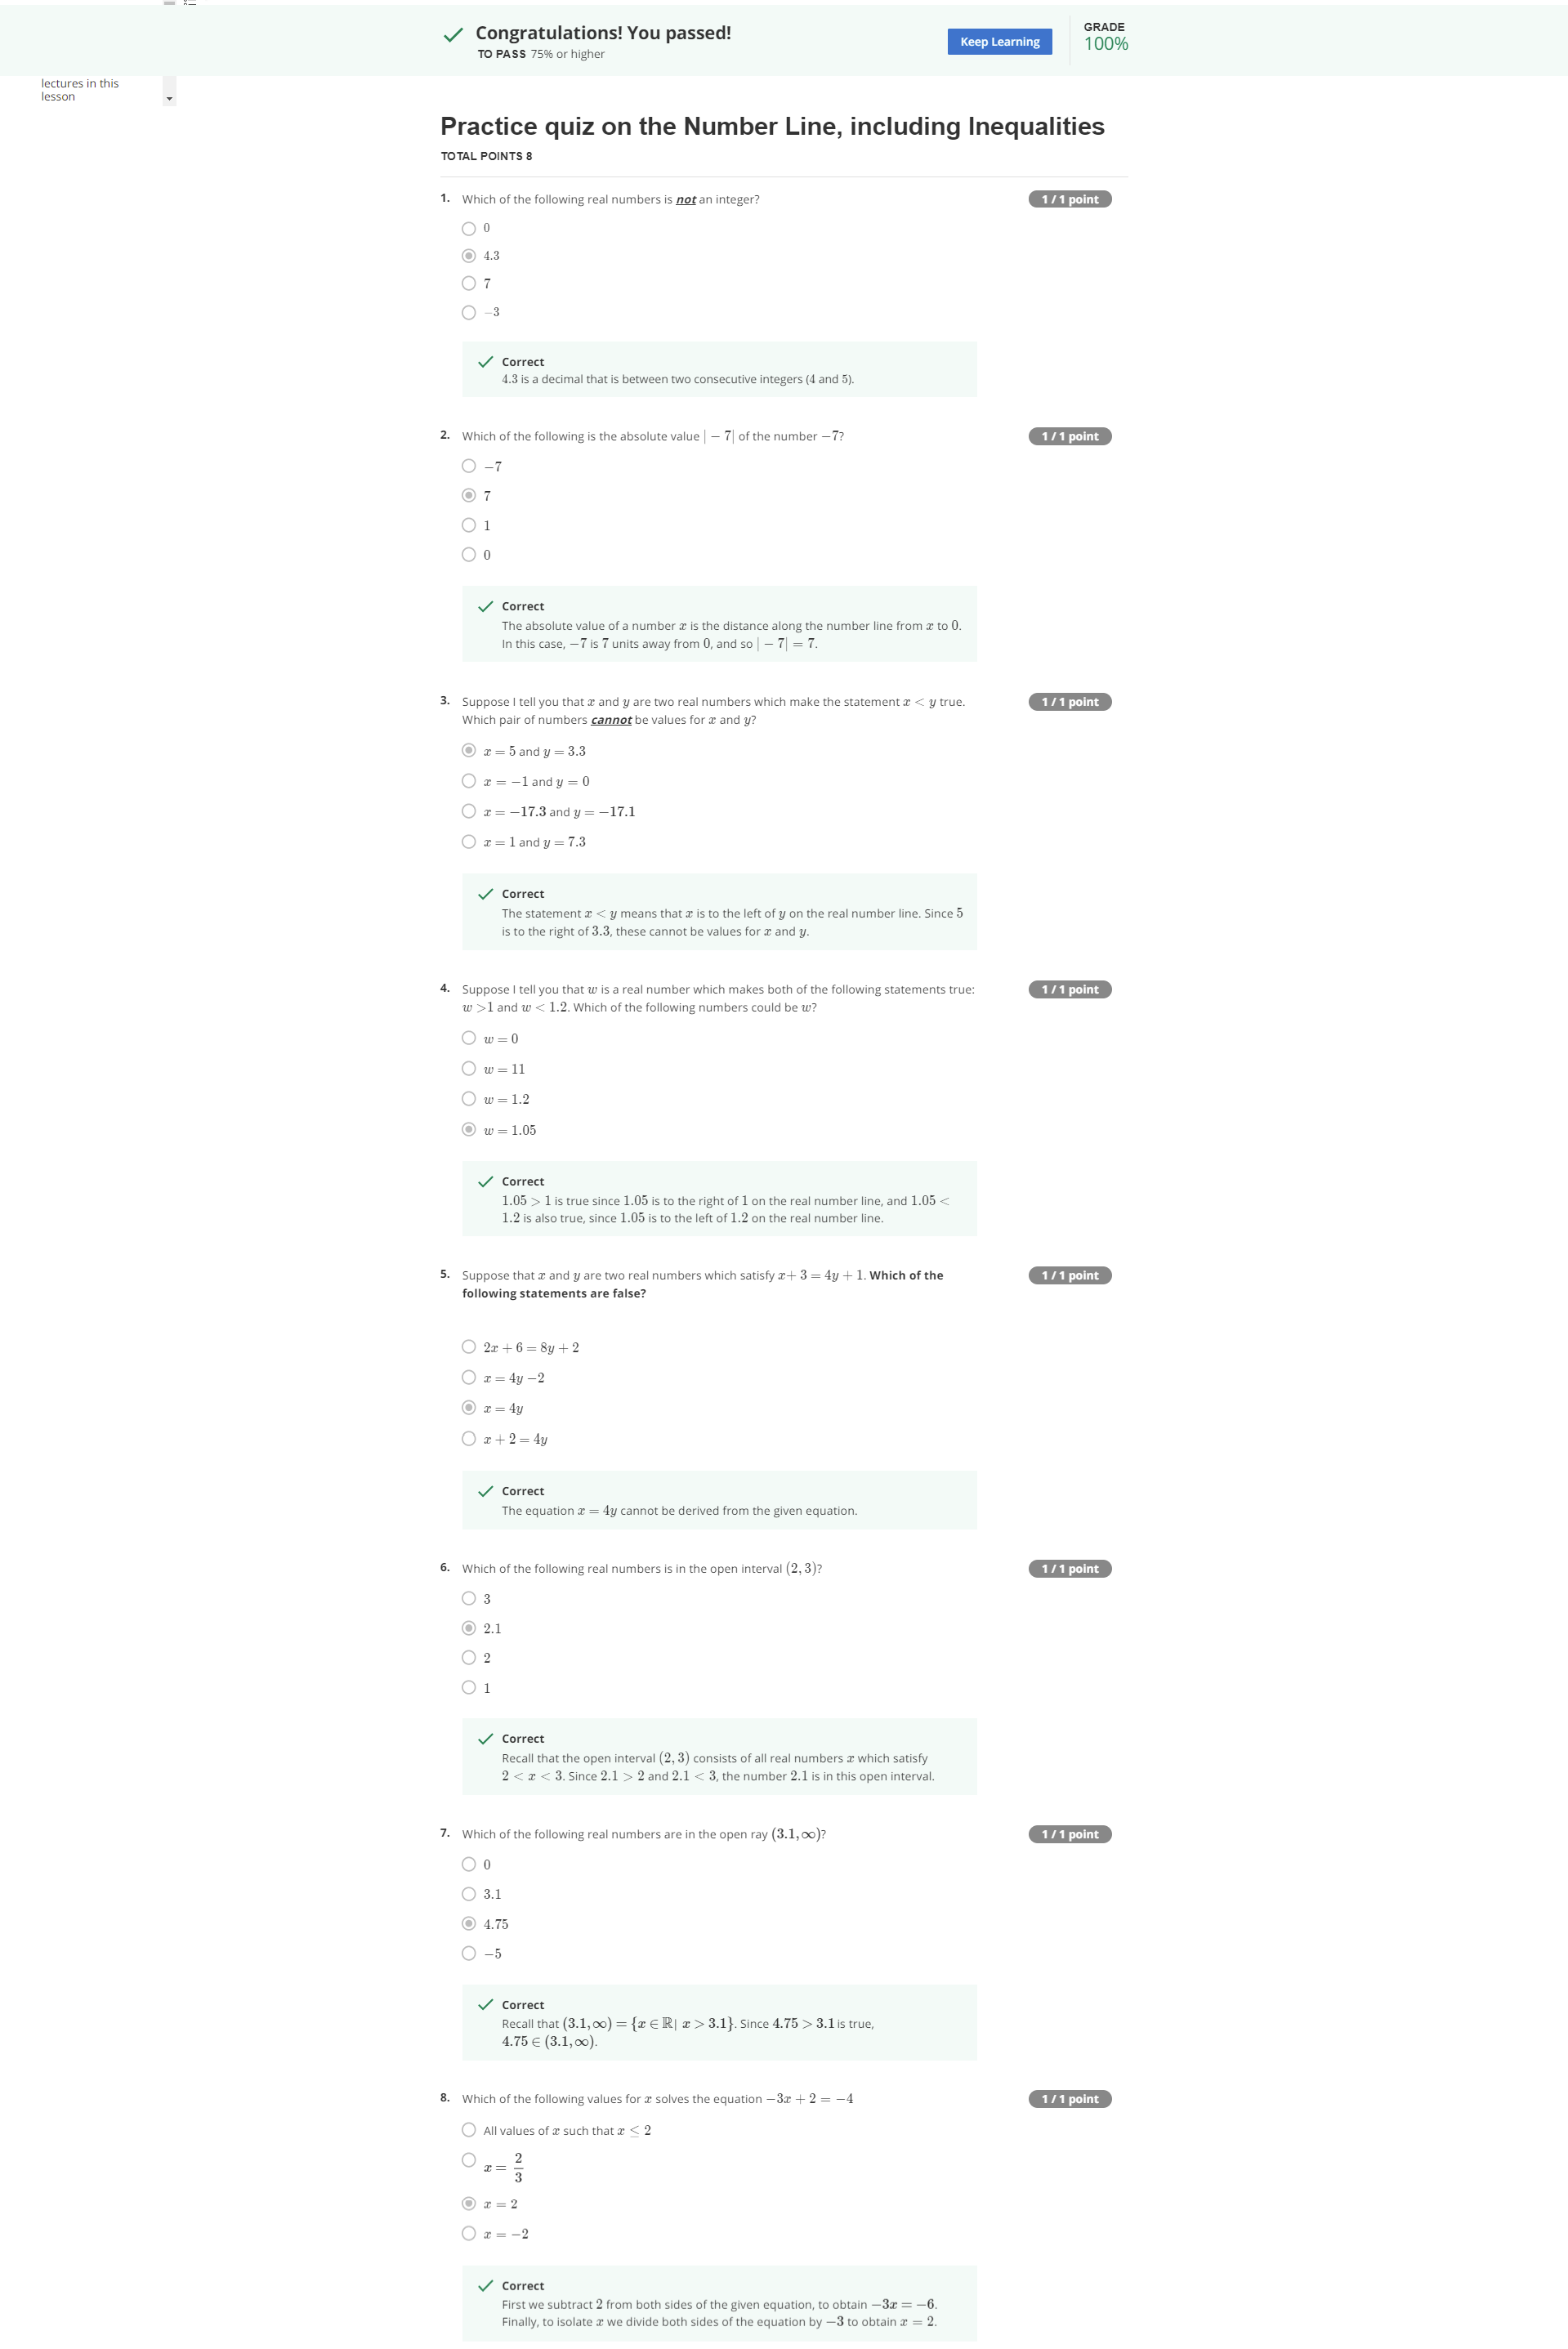 Congratulations! You passed!
TO PASS 75% or higher
Keep Learning
GRADE
100%
lectures in this
lesson
Practice quiz on the Number Line, including Inequalities
TOTAL POINTS 8
1. Which of the following real numbers is not an integer?
1 / 1 point
0
4.3
7
−3
Correct
4.3 is a decimal that is between two consecutive integers (4 and 5).
2. Which of the following is the absolute value | − 7| of the number −7?
1 / 1 point
−7
7
1
0
Correct
The absolute value of a number x is the distance along the number line from x to 0.
In this case, −7 is 7 units away from 0, and so | − 7| = 7.
3. Suppose I tell you that x and y are two real numbers which make the statement x < y true.
Which pair of numbers cannot be values for x and y?
1 / 1 point
x = 5 and y = 3.3
x = −1 and y = 0
x = −17.3 and y = −17.1
x = 1 and y = 7.3
Correct
The statement x < y means that x is to the left of y on the real number line. Since 5
is to the right of 3.3, these cannot be values for x and y.
4. Suppose I tell you that w is a real number which makes both of the following statements true:
w >1 and w < 1.2. Which of the following numbers could be w?
1 / 1 point
w = 0
w = 11
w = 1.2
w = 1.05
Correct
1.05 > 1 is true since 1.05 is to the right of 1 on the real number line, and 1.05 <
1.2 is also true, since 1.05 is to the left of 1.2 on the real number line.
5. Suppose that x and y are two real numbers which satisfy x+ 3 = 4y + 1. Which of the
following statements are false?
1 / 1 point
2x + 6 = 8y + 2
x = 4y −2
x = 4y
x + 2 = 4y
Correct
The equation x = 4y cannot be derived from the given equation.
6. Which of the following real numbers is in the open interval (2, 3)?
1 / 1 point
3
2.1
2
1
Correct
Recall that the open interval (2, 3) consists of all real numbers x which satisfy
2 < x < 3. Since 2.1 > 2 and 2.1 < 3, the number 2.1 is in this open interval.
7. Which of the following real numbers are in the open ray (3.1, ∞)?
1 / 1 point
0
3.1
4.75
−5
Correct
Recall that (3.1, ∞) = {x ∈ ℝ| x > 3.1}. Since 4.75 > 3.1 is true,
4.75 ∈ (3.1, ∞).
8. Which of the following values for x solves the equation −3x + 2 = −4
1 / 1 point
All values of x such that x ≤ 2
x = 2/3
x = 2
x = −2
Correct
First we subtract 2 from both sides of the given equation, to obtain −3x = −6.
Finally, to isolate x we divide both sides of the equation by −3 to obtain x = 2.